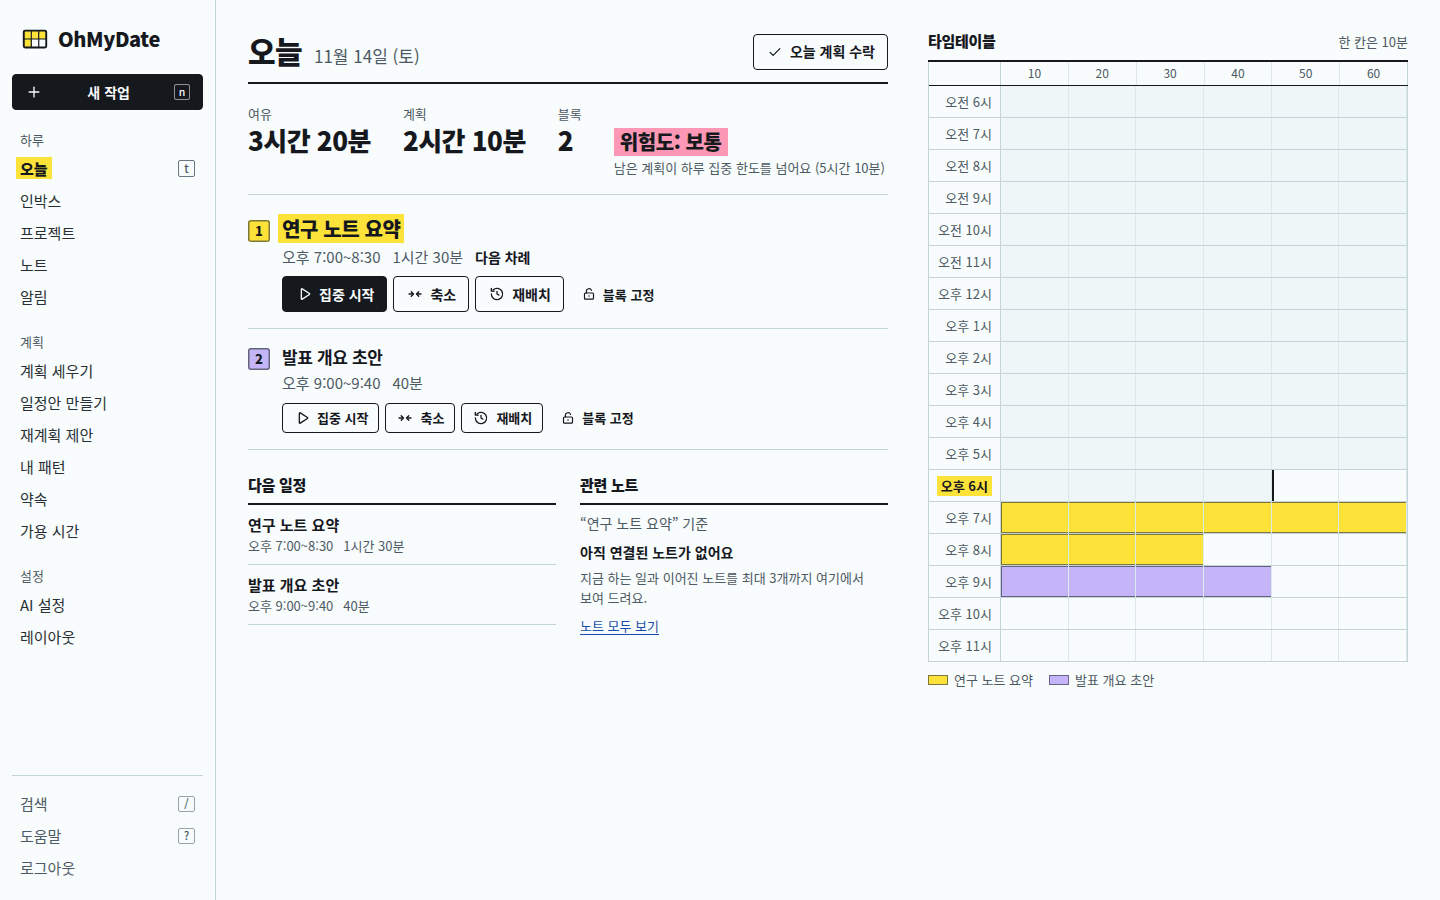 OhMyDate
새 작업 n
하루
오늘 t
인박스
프로젝트
노트
알림
계획
계획 세우기
일정안 만들기
재계획 제안
내 패턴
약속
가용 시간
설정
AI 설정
레이아웃
검색 /
도움말 ?
로그아웃
오늘 11월 14일 (토)
오늘 계획 수락
여유 계획 블록
3시간 20분 2시간 10분 2 위험도: 보통
남은 계획이 하루 집중 한도를 넘어요 (5시간 10분)
1 연구 노트 요약
오후 7:00~8:30 1시간 30분 다음 차례
집중 시작 축소 재배치 블록 고정
2 발표 개요 초안
오후 9:00~9:40 40분
집중 시작 축소 재배치 블록 고정
다음 일정
연구 노트 요약
오후 7:00~8:30 1시간 30분
발표 개요 초안
오후 9:00~9:40 40분
관련 노트
“연구 노트 요약” 기준
아직 연결된 노트가 없어요
지금 하는 일과 이어진 노트를 최대 3개까지 여기에서
보여 드려요.
노트 모두 보기
타임테이블 한 칸은 10분
10 20 30 40 50 60
오전 6시
오전 7시
오전 8시
오전 9시
오전 10시
오전 11시
오후 12시
오후 1시
오후 2시
오후 3시
오후 4시
오후 5시
오후 6시
오후 7시
오후 8시
오후 9시
오후 10시
오후 11시
연구 노트 요약 발표 개요 초안